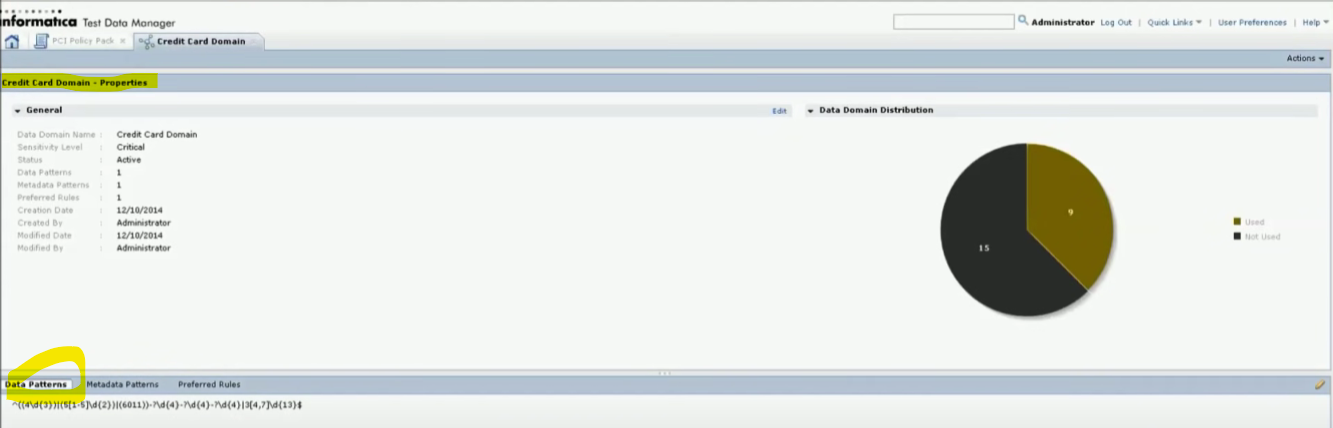 informatica Test Data Manager
Administrator Log Out | Quick Links | User Preferences | Help
PCI Policy Pack × Credit Card Domain
Actions
Credit Card Domain - Properties
General Edit
Data Domain Name : Credit Card Domain
Sensitivity Level : Critical
Status : Active
Data Patterns : 1
Metadata Patterns : 1
Preferred Rules : 1
Creation Date : 12/10/2014
Created By : Administrator
Modified Date : 12/10/2014
Modified By : Administrator
Data Domain Distribution
9
15
Used
Not Used
Data Patterns Metadata Patterns Preferred Rules
^((4\d{3})|(5[1-5]\d{2})|(6011))-?\d{4}-?\d{4}-?\d{4}|3[4,7]\d{13}$